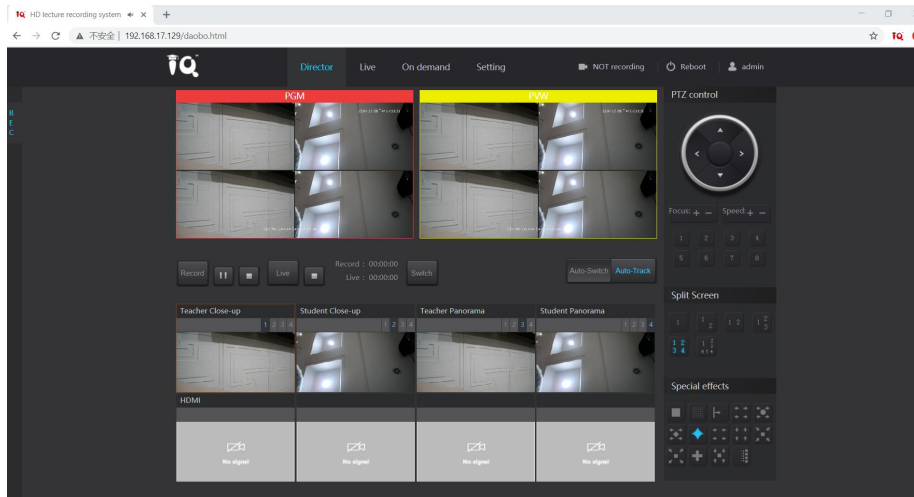 HD lecture recording system
不安全 | 192.168.17.129/daobo.html
IQ
Director Live On demand Setting NOT recording Reboot admin
REC
PGM PVW PTZ control
Focus: + − Speed: + −
1 2 3 4
5 6 7 8
Record Live Record : 00:00:00
Live : 00:00:00
Switch Auto-Switch Auto-Track
Split Screen
Teacher Close-up Student Close-up Teacher Panorama Student Panorama
1 2 3 4 1 2 3 4 1 2 3 4 1 2 3 4
Special effects
HDMI
No signal No signal No signal No signal